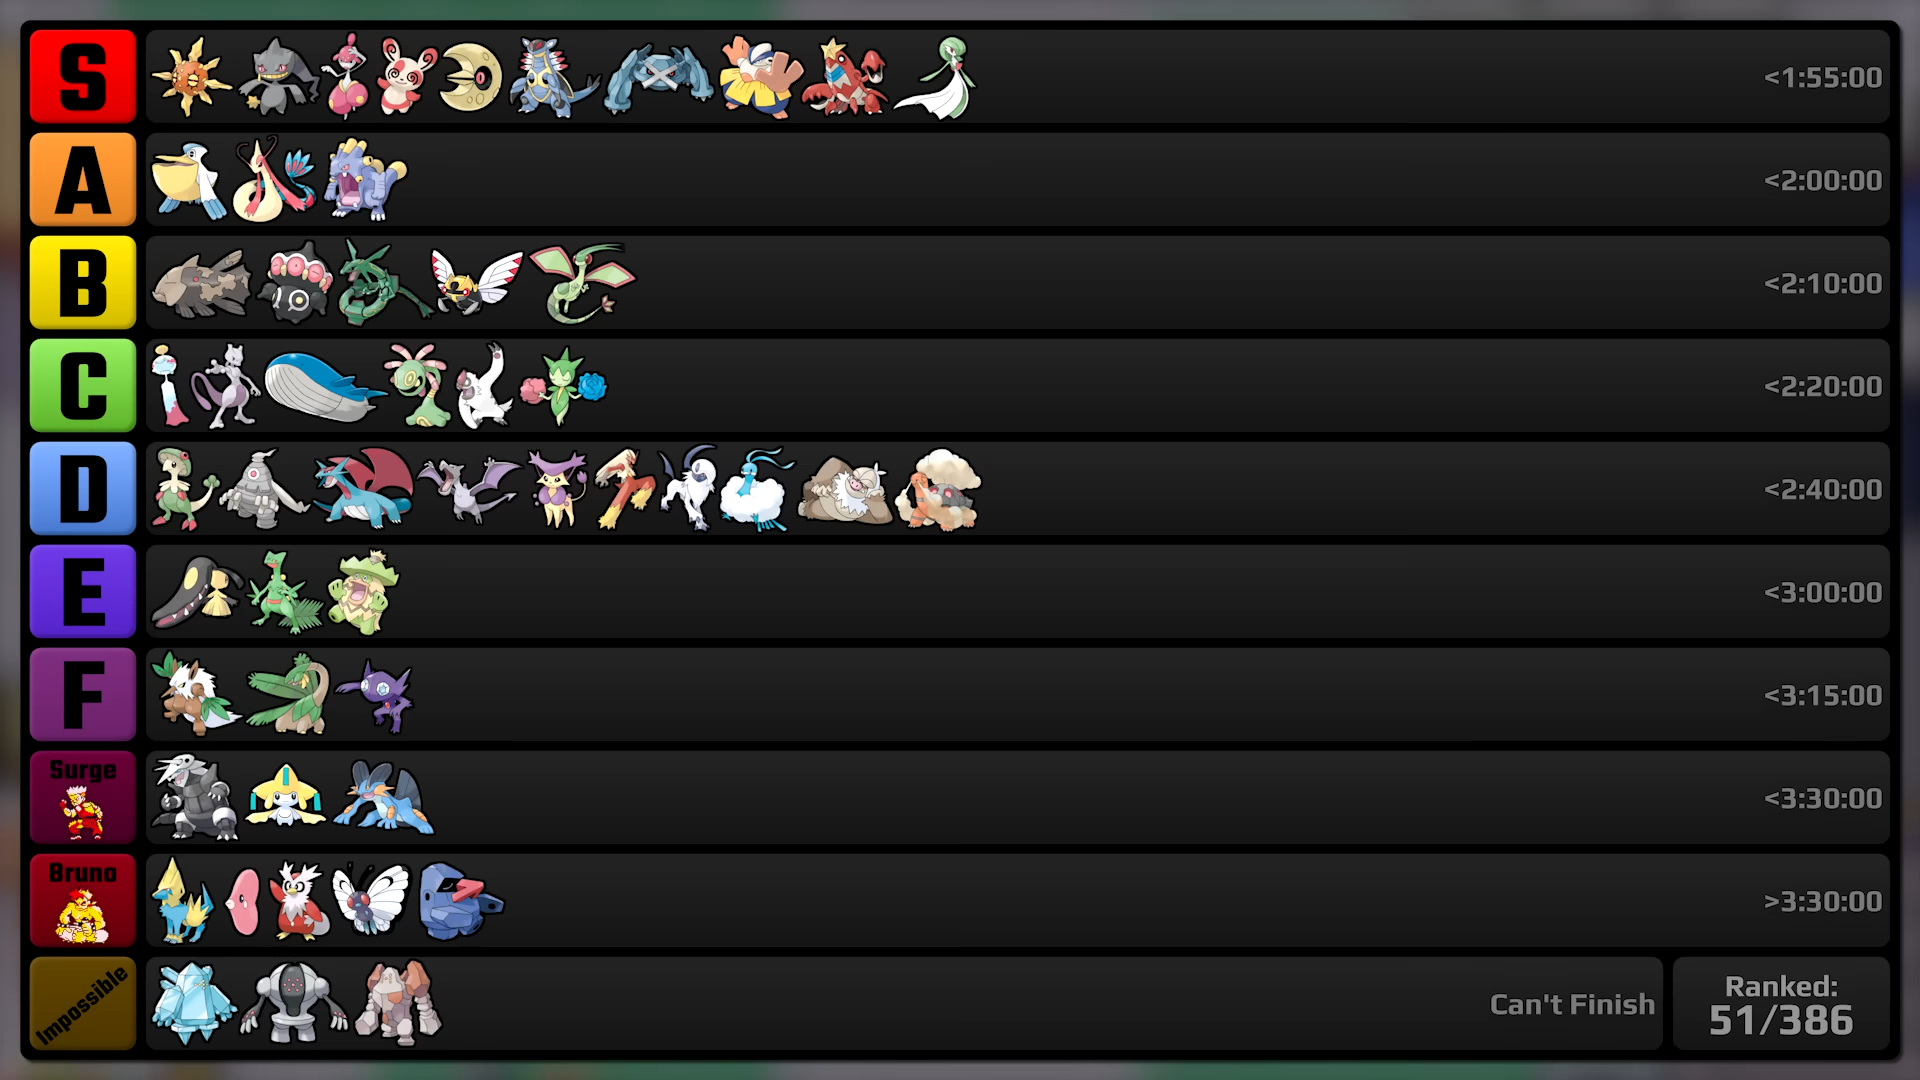 S
<1:55:00
A
<2:00:00
B
<2:10:00
C
<2:20:00
D
<2:40:00
E
<3:00:00
F
<3:15:00
Surge
<3:30:00
Bruno
>3:30:00
Impossible
Can't Finish
Ranked:
51/386